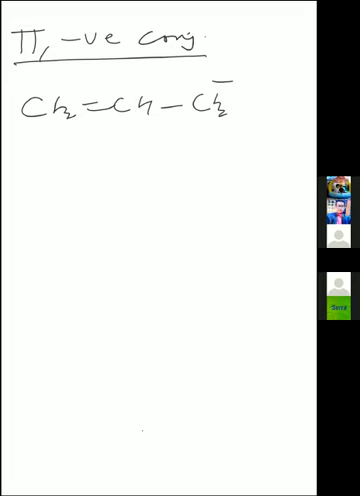 π, -ve conj.
CH₂=CH-CH₂⁻